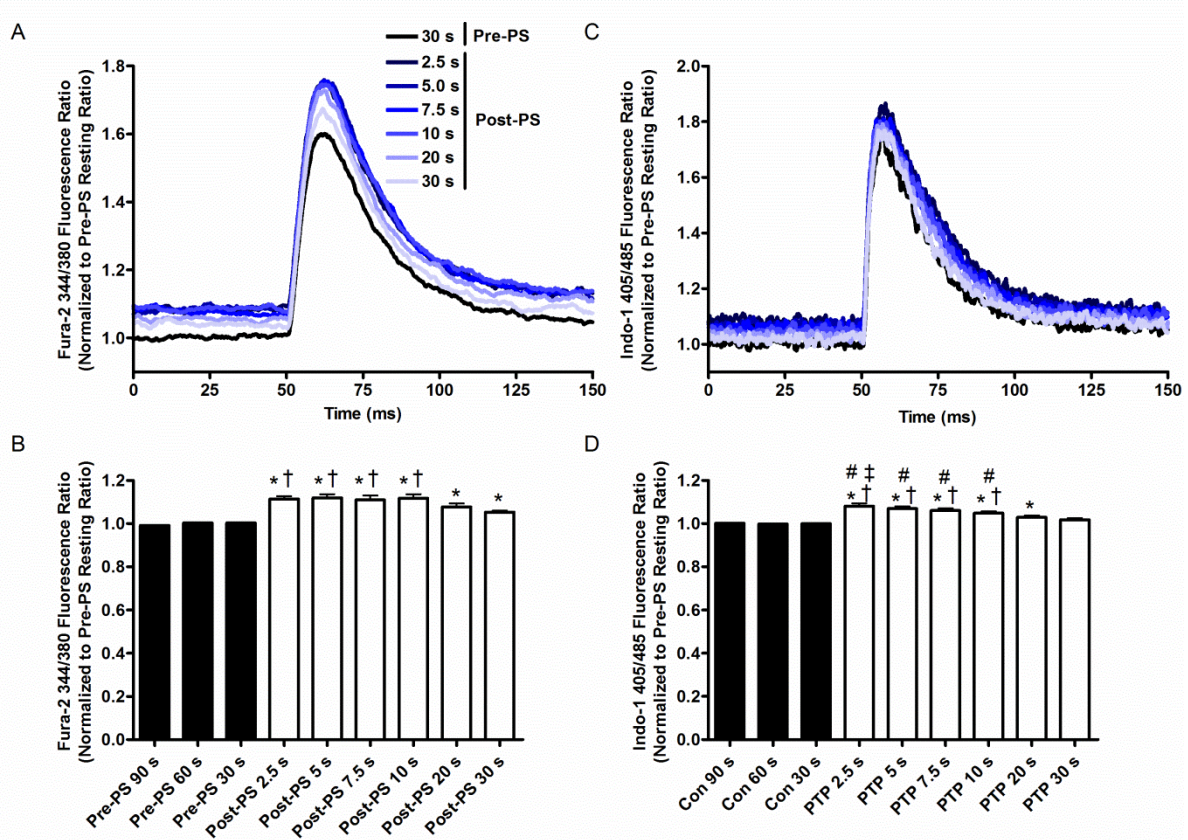 A
30 s Pre-PS
2.5 s
5.0 s
7.5 s
10 s
20 s
30 s
Post-PS
Fura-2 344/380 Fluorescence Ratio
(Normalized to Pre-PS Resting Ratio)
1.8
1.6
1.4
1.2
1.0
0 25 50 75 100 125 150
Time (ms)
C
Indo-1 405/485 Fluorescence Ratio
(Normalized to Pre-PS Resting Ratio)
2.0
1.8
1.6
1.4
1.2
1.0
0 25 50 75 100 125 150
Time (ms)
B
Fura-2 344/380 Fluorescence Ratio
(Normalized to Pre-PS Resting Ratio)
1.2
1.0
0.8
0.6
0.4
0.2
0.0
* † * † * † * † * *
Pre-PS 90 s
Pre-PS 60 s
Pre-PS 30 s
Post-PS 2.5 s
Post-PS 5 s
Post-PS 7.5 s
Post-PS 10 s
Post-PS 20 s
Post-PS 30 s
D
Indo-1 405/485 Fluorescence Ratio
(Normalized to Pre-PS Resting Ratio)
1.2
1.0
0.8
0.6
0.4
0.2
0.0
# ‡ # # #
* † * † * † * † *
Con 90 s
Con 60 s
Con 30 s
PTP 2.5 s
PTP 5 s
PTP 7.5 s
PTP 10 s
PTP 20 s
PTP 30 s